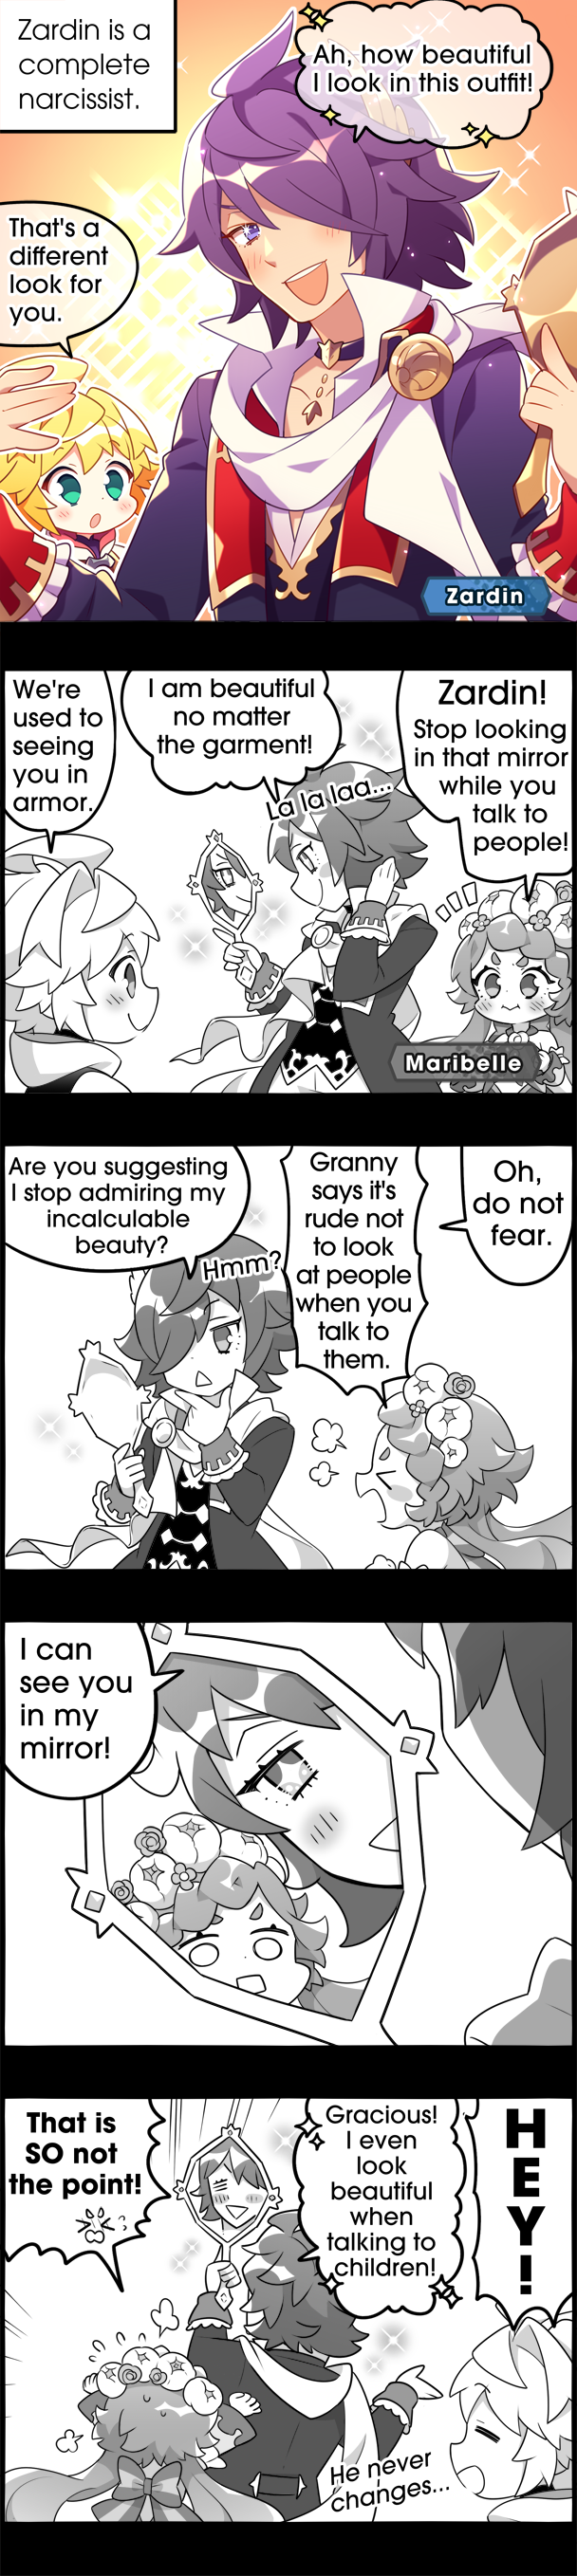 Zardin is a
complete
narcissist.
Ah, how beautiful
I look in this outfit!
That's a
different
look for
you.
Zardin
We're
used to
seeing
you in
armor.
I am beautiful
no matter
the garment!
La la laa...
Zardin!
Stop looking
in that mirror
while you
talk to
people!
Maribelle
Are you suggesting
I stop admiring my
incalculable
beauty?
Hmm?
Granny
says it's
rude not
to look
at people
when you
talk to
them.
Oh,
do not
fear.
I can
see you
in my
mirror!
That is
SO not
the point!
Gracious!
I even
look
beautiful
when
talking to
children!
HEY!
He never
changes...